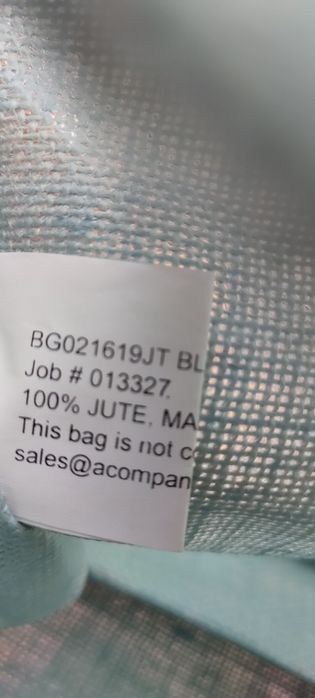 BG021619JT BL
Job # 013327
100% JUTE. MA
This bag is not c
sales@acompan